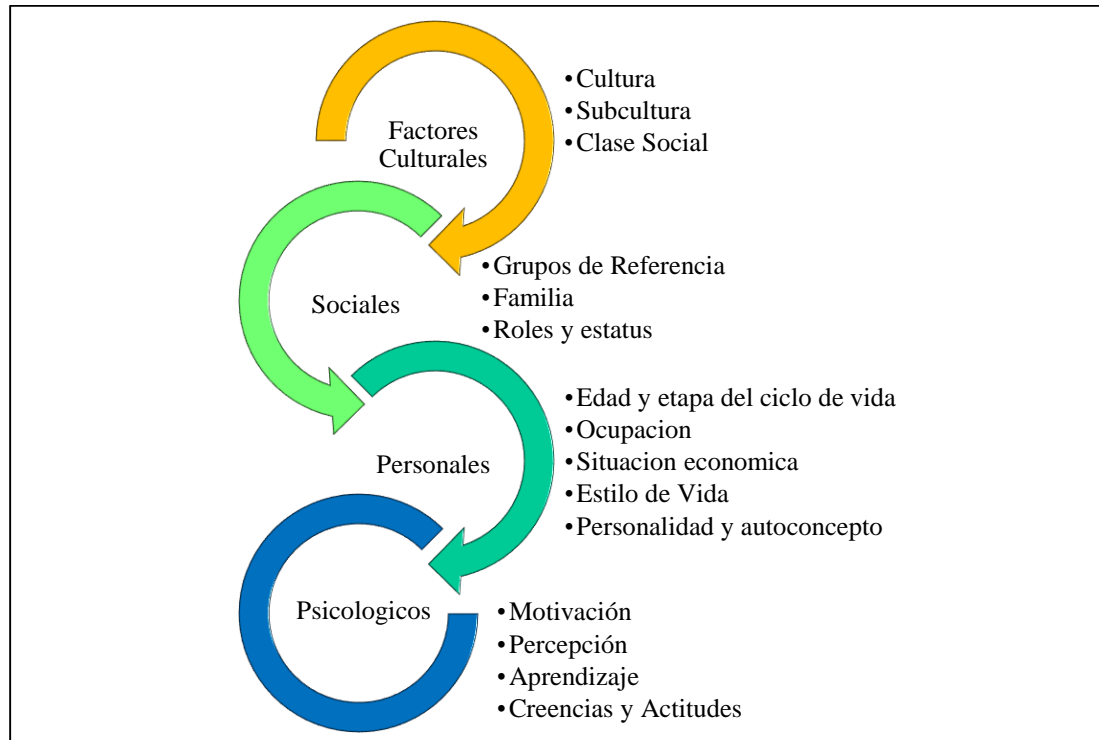 Factores
Culturales
•Cultura
•Subcultura
•Clase Social
Sociales
•Grupos de Referencia
•Familia
•Roles y estatus
Personales
•Edad y etapa del ciclo de vida
•Ocupacion
•Situacion economica
•Estilo de Vida
•Personalidad y autoconcepto
Psicologicos
•Motivación
•Percepción
•Aprendizaje
•Creencias y Actitudes